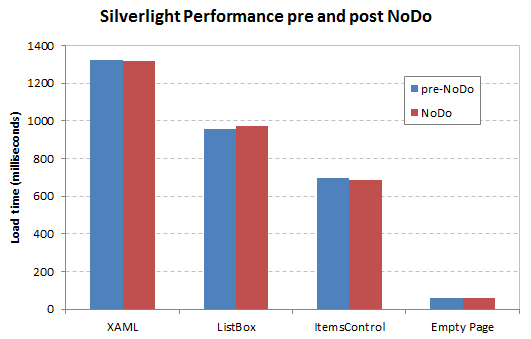 Silverlight Performance pre and post NoDo
Load time (milliseconds)
1400
1200
1000
800
600
400
200
0
pre-NoDo
NoDo
XAML
ListBox
ItemsControl
Empty Page